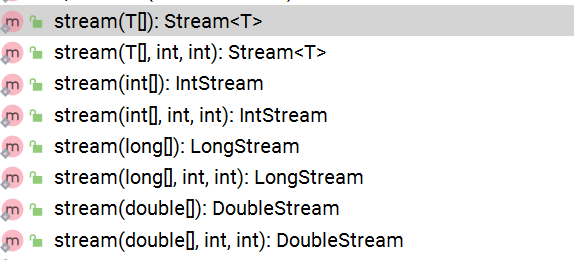 stream(T[]): Stream<T>
stream(T[], int, int): Stream<T>
stream(int[]): IntStream
stream(int[], int, int): IntStream
stream(long[]): LongStream
stream(long[], int, int): LongStream
stream(double[]): DoubleStream
stream(double[], int, int): DoubleStream